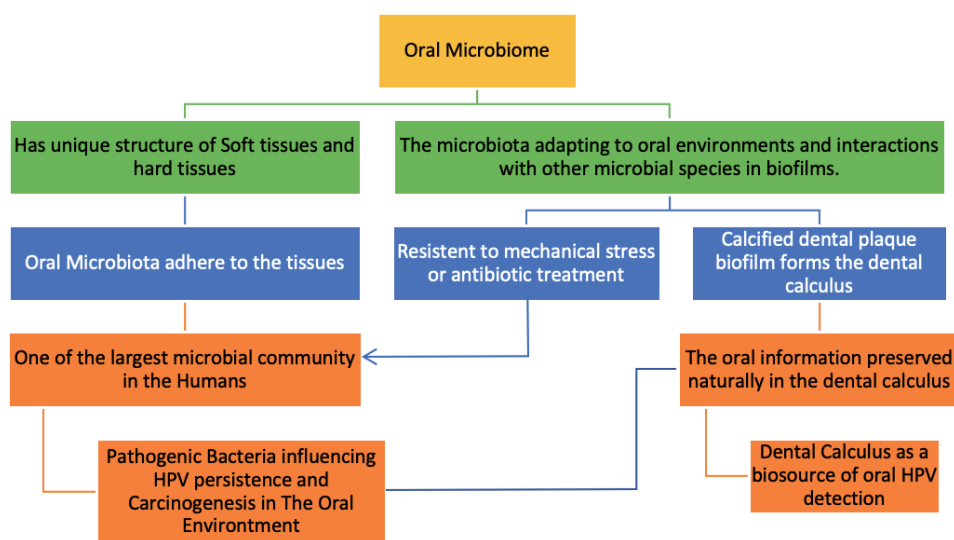 Oral Microbiome
Has unique structure of Soft tissues and
hard tissues
The microbiota adapting to oral environments and interactions
with other microbial species in biofilms.
Oral Microbiota adhere to the tissues
Resistent to mechanical stress
or antibiotic treatment
Calcified dental plaque
biofilm forms the dental
calculus
One of the largest microbial community
in the Humans
The oral information preserved
naturally in the dental calculus
Pathogenic Bacteria influencing
HPV persistence and
Carcinogenesis in The Oral
Environtment
Dental Calculus as a
biosource of oral HPV
detection